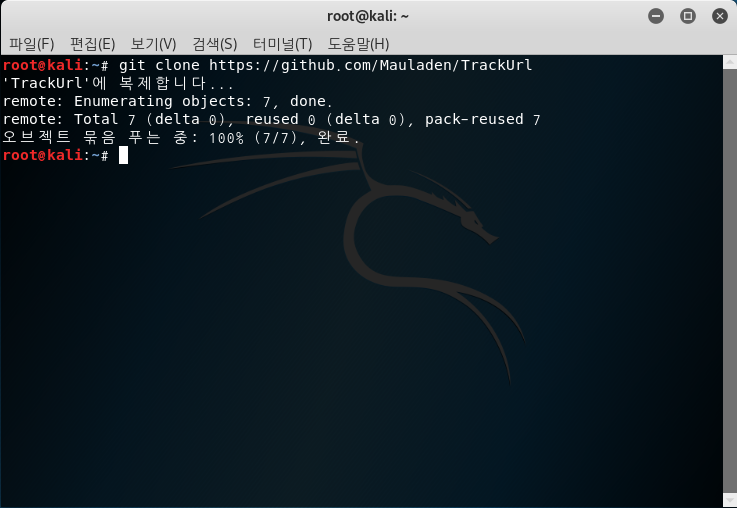 root@kali: ~
파일(F) 편집(E) 보기(V) 검색(S) 터미널(T) 도움말(H)
root@kali:~# git clone https://github.com/Mauladen/TrackUrl
'TrackUrl'에 복제합니다...
remote: Enumerating objects: 7, done.
remote: Total 7 (delta 0), reused 0 (delta 0), pack-reused 7
오브젝트 묶음 푸는 중: 100% (7/7), 완료.
root@kali:~#